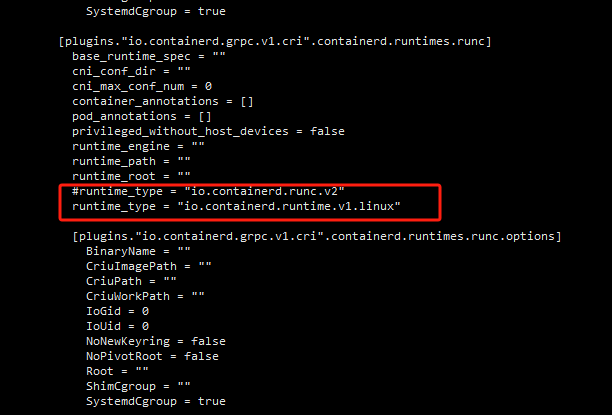 SystemdCgroup = true
[plugins."io.containerd.grpc.v1.cri".containerd.runtimes.runc]
base_runtime_spec = ""
cni_conf_dir = ""
cni_max_conf_num = 0
container_annotations = []
pod_annotations = []
privileged_without_host_devices = false
runtime_engine = ""
runtime_path = ""
runtime_root = ""
#runtime_type = "io.containerd.runc.v2"
runtime_type = "io.containerd.runtime.v1.linux"
[plugins."io.containerd.grpc.v1.cri".containerd.runtimes.runc.options]
BinaryName = ""
CriuImagePath = ""
CriuPath = ""
CriuWorkPath = ""
IoGid = 0
IoUid = 0
NoNewKeyring = false
NoPivotRoot = false
Root = ""
ShimCgroup = ""
SystemdCgroup = true